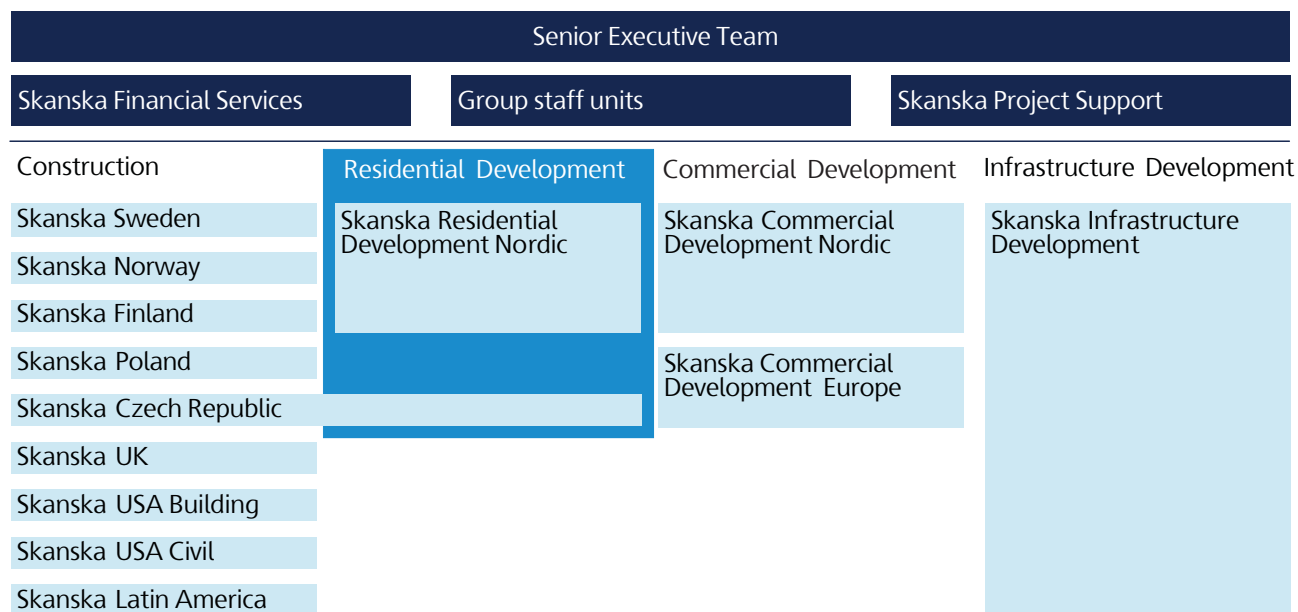 Senior Executive Team
Skanska Financial Services
Group staff units
Skanska Project Support
Construction
Residential Development
Commercial Development
Infrastructure Development
Skanska Sweden
Skanska Norway
Skanska Finland
Skanska Poland
Skanska Czech Republic
Skanska UK
Skanska USA Building
Skanska USA Civil
Skanska Latin America
Skanska Residential
Development Nordic
Skanska Commercial
Development Nordic
Skanska Commercial
Development Europe
Skanska Infrastructure
Development